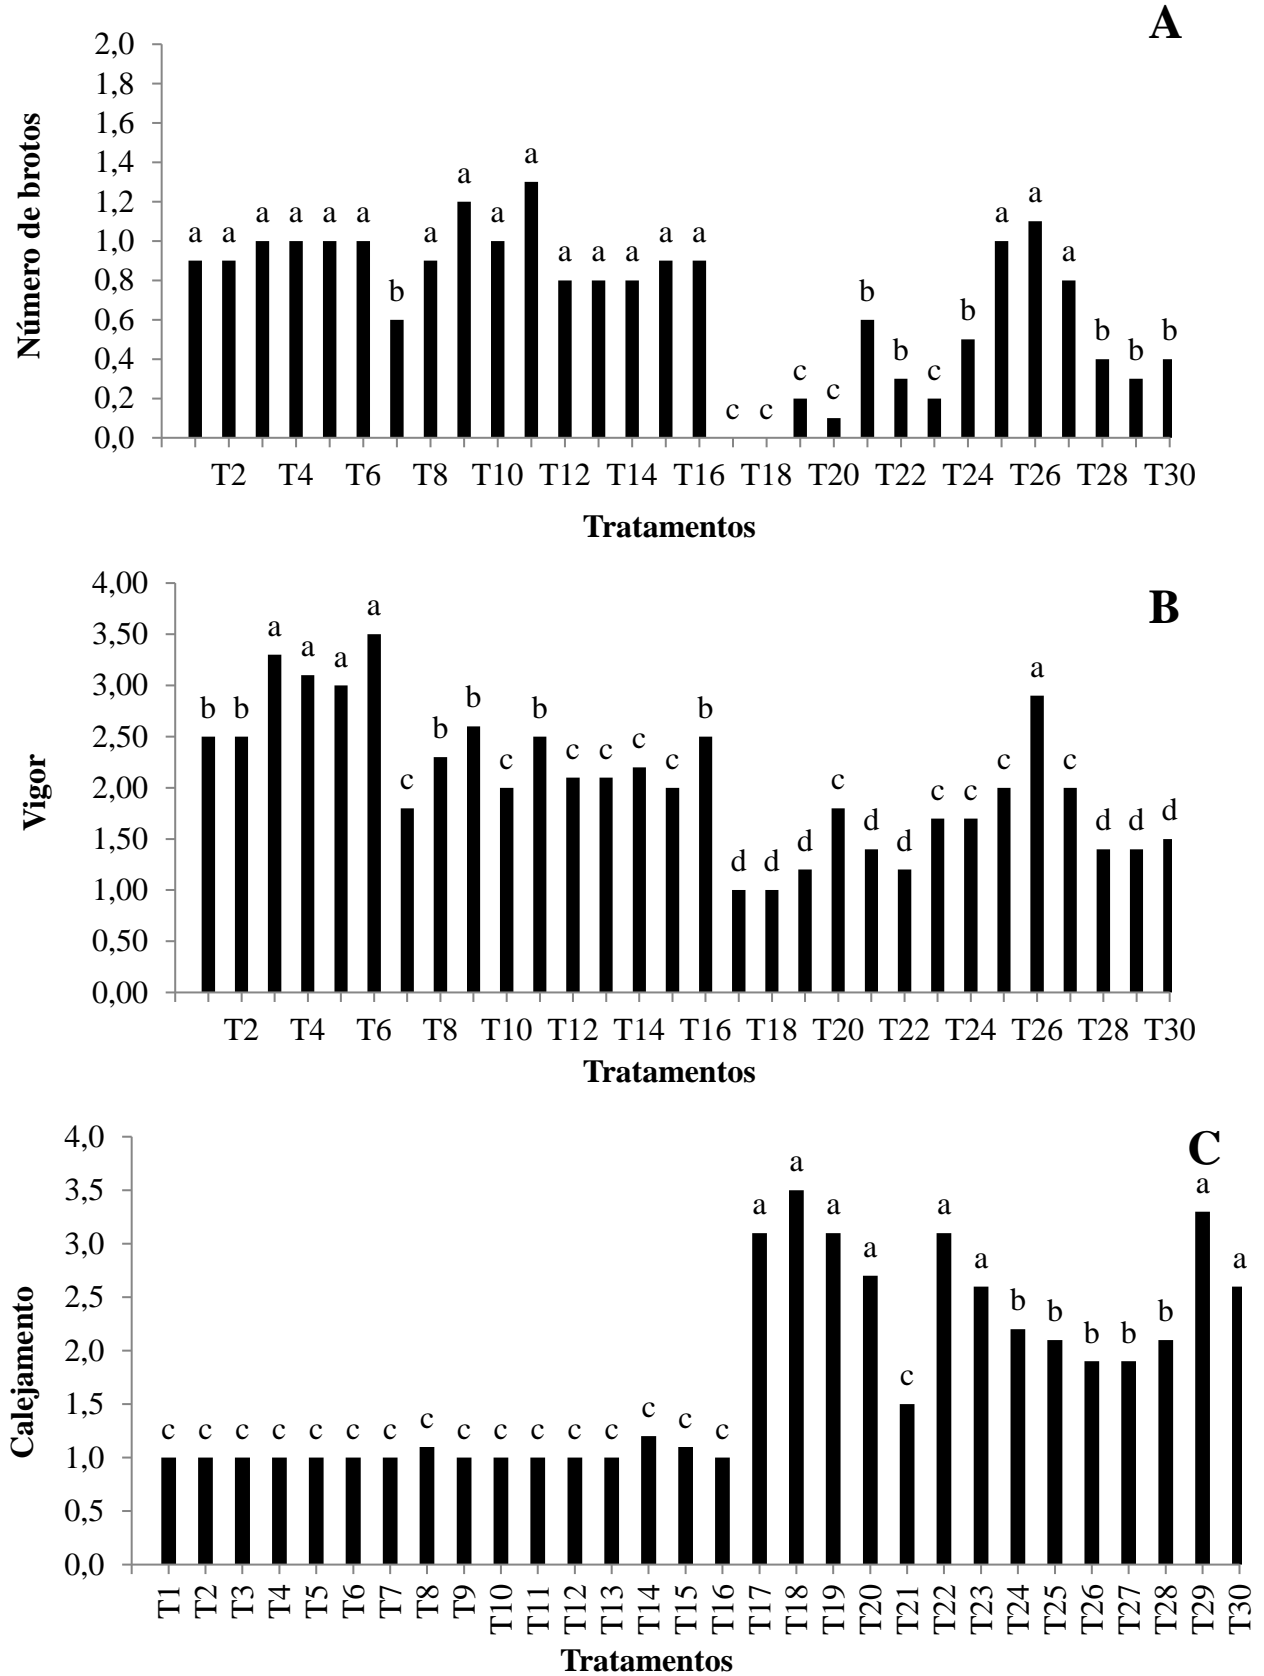 A
2,0
1,8
1,6
1,4
1,2
1,0
0,8
0,6
0,4
0,2
0,0
Número de brotos
a a a a a a b a a a a a a a a a c c c c b b c b a a a b b b
T2 T4 T6 T8 T10 T12 T14 T16 T18 T20 T22 T24 T26 T28 T30
Tratamentos
B
4,00
3,50
3,00
2,50
2,00
1,50
1,00
0,50
0,00
Vigor
b b a a a a c b b c b c c c c b d d d c d d c c c a c d d d
T2 T4 T6 T8 T10 T12 T14 T16 T18 T20 T22 T24 T26 T28 T30
Tratamentos
C
4,0
3,5
3,0
2,5
2,0
1,5
1,0
0,5
0,0
Calejamento
c c c c c c c c c c c c c c c c a a a a c a a b b b b b a a
T1 T2 T3 T4 T5 T6 T7 T8 T9 T10 T11 T12 T13 T14 T15 T16 T17 T18 T19 T20 T21 T22 T23 T24 T25 T26 T27 T28 T29 T30
Tratamentos